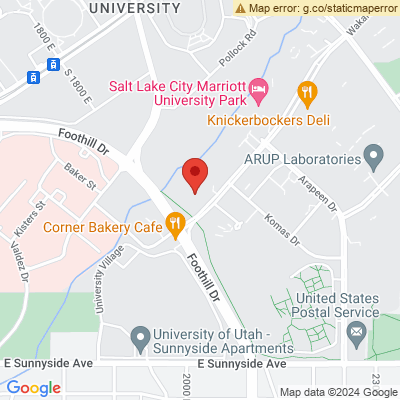 Map error: g.co/staticmaperror
UNIVERSITY
1800 E
S 1800 E
Pollock Rd
Waka
Salt Lake City Marriott
University Park
Knickerbockers Deli
Foothill Dr
ARUP Laboratories
Baker St
Arapeen Dr
Kisters St
Komas Dr
Corner Bakery Cafe
Valdez Dr
University Village
Foothill Dr
United States
Postal Service
University of Utah -
Sunnyside Apartments
E Sunnyside Ave
E Sunnyside Ave
2000 E
23
Google
Map data ©2024 Google